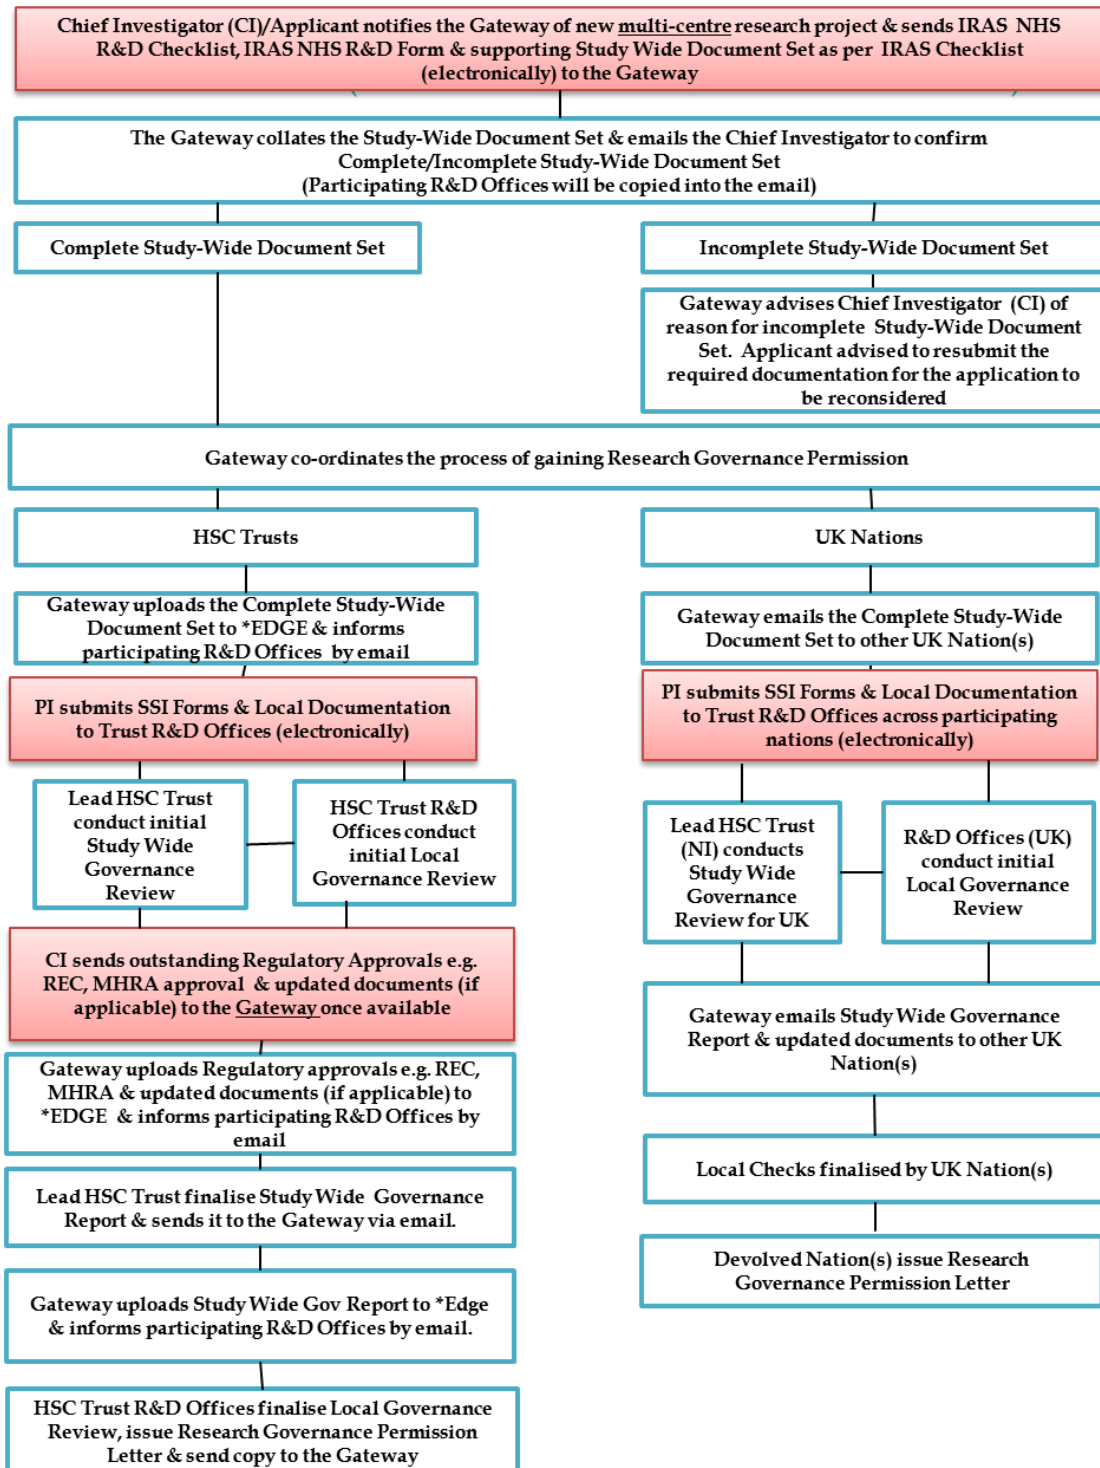 Chief Investigator (CI)/Applicant notifies the Gateway of new multi-centre research project & sends IRAS NHS
R&D Checklist, IRAS NHS R&D Form & supporting Study Wide Document Set as per IRAS Checklist
(electronically) to the Gateway
The Gateway collates the Study-Wide Document Set & emails the Chief Investigator to confirm
Complete/Incomplete Study-Wide Document Set
(Participating R&D Offices will be copied into the email)
Complete Study-Wide Document Set
Incomplete Study-Wide Document Set
Gateway advises Chief Investigator (CI) of
reason for incomplete Study-Wide Document
Set. Applicant advised to resubmit the
required documentation for the application to
be reconsidered
Gateway co-ordinates the process of gaining Research Governance Permission
HSC Trusts
UK Nations
Gateway uploads the Complete Study-Wide
Document Set to *EDGE & informs
participating R&D Offices by email
Gateway emails the Complete Study-Wide
Document Set to other UK Nation(s)
PI submits SSI Forms & Local Documentation
to Trust R&D Offices (electronically)
PI submits SSI Forms & Local Documentation
to Trust R&D Offices across participating
nations (electronically)
Lead HSC Trust
conduct initial
Study Wide
Governance
Review
HSC Trust R&D
Offices conduct
initial Local
Governance Review
Lead HSC Trust
(NI) conducts
Study Wide
Governance
Review for UK
R&D Offices (UK)
conduct initial
Local Governance
Review
CI sends outstanding Regulatory Approvals e.g.
REC, MHRA approval & updated documents (if
applicable) to the Gateway once available
Gateway emails Study Wide Governance
Report & updated documents to other UK
Nation(s)
Gateway uploads Regulatory approvals e.g. REC,
MHRA & updated documents (if applicable) to
*EDGE & informs participating R&D Offices by
email
Local Checks finalised by UK Nation(s)
Lead HSC Trust finalise Study Wide Governance
Report & sends it to the Gateway via email.
Devolved Nation(s) issue Research
Governance Permission Letter
Gateway uploads Study Wide Gov Report to *Edge
& informs participating R&D Offices by email.
HSC Trust R&D Offices finalise Local Governance
Review, issue Research Governance Permission
Letter & send copy to the Gateway